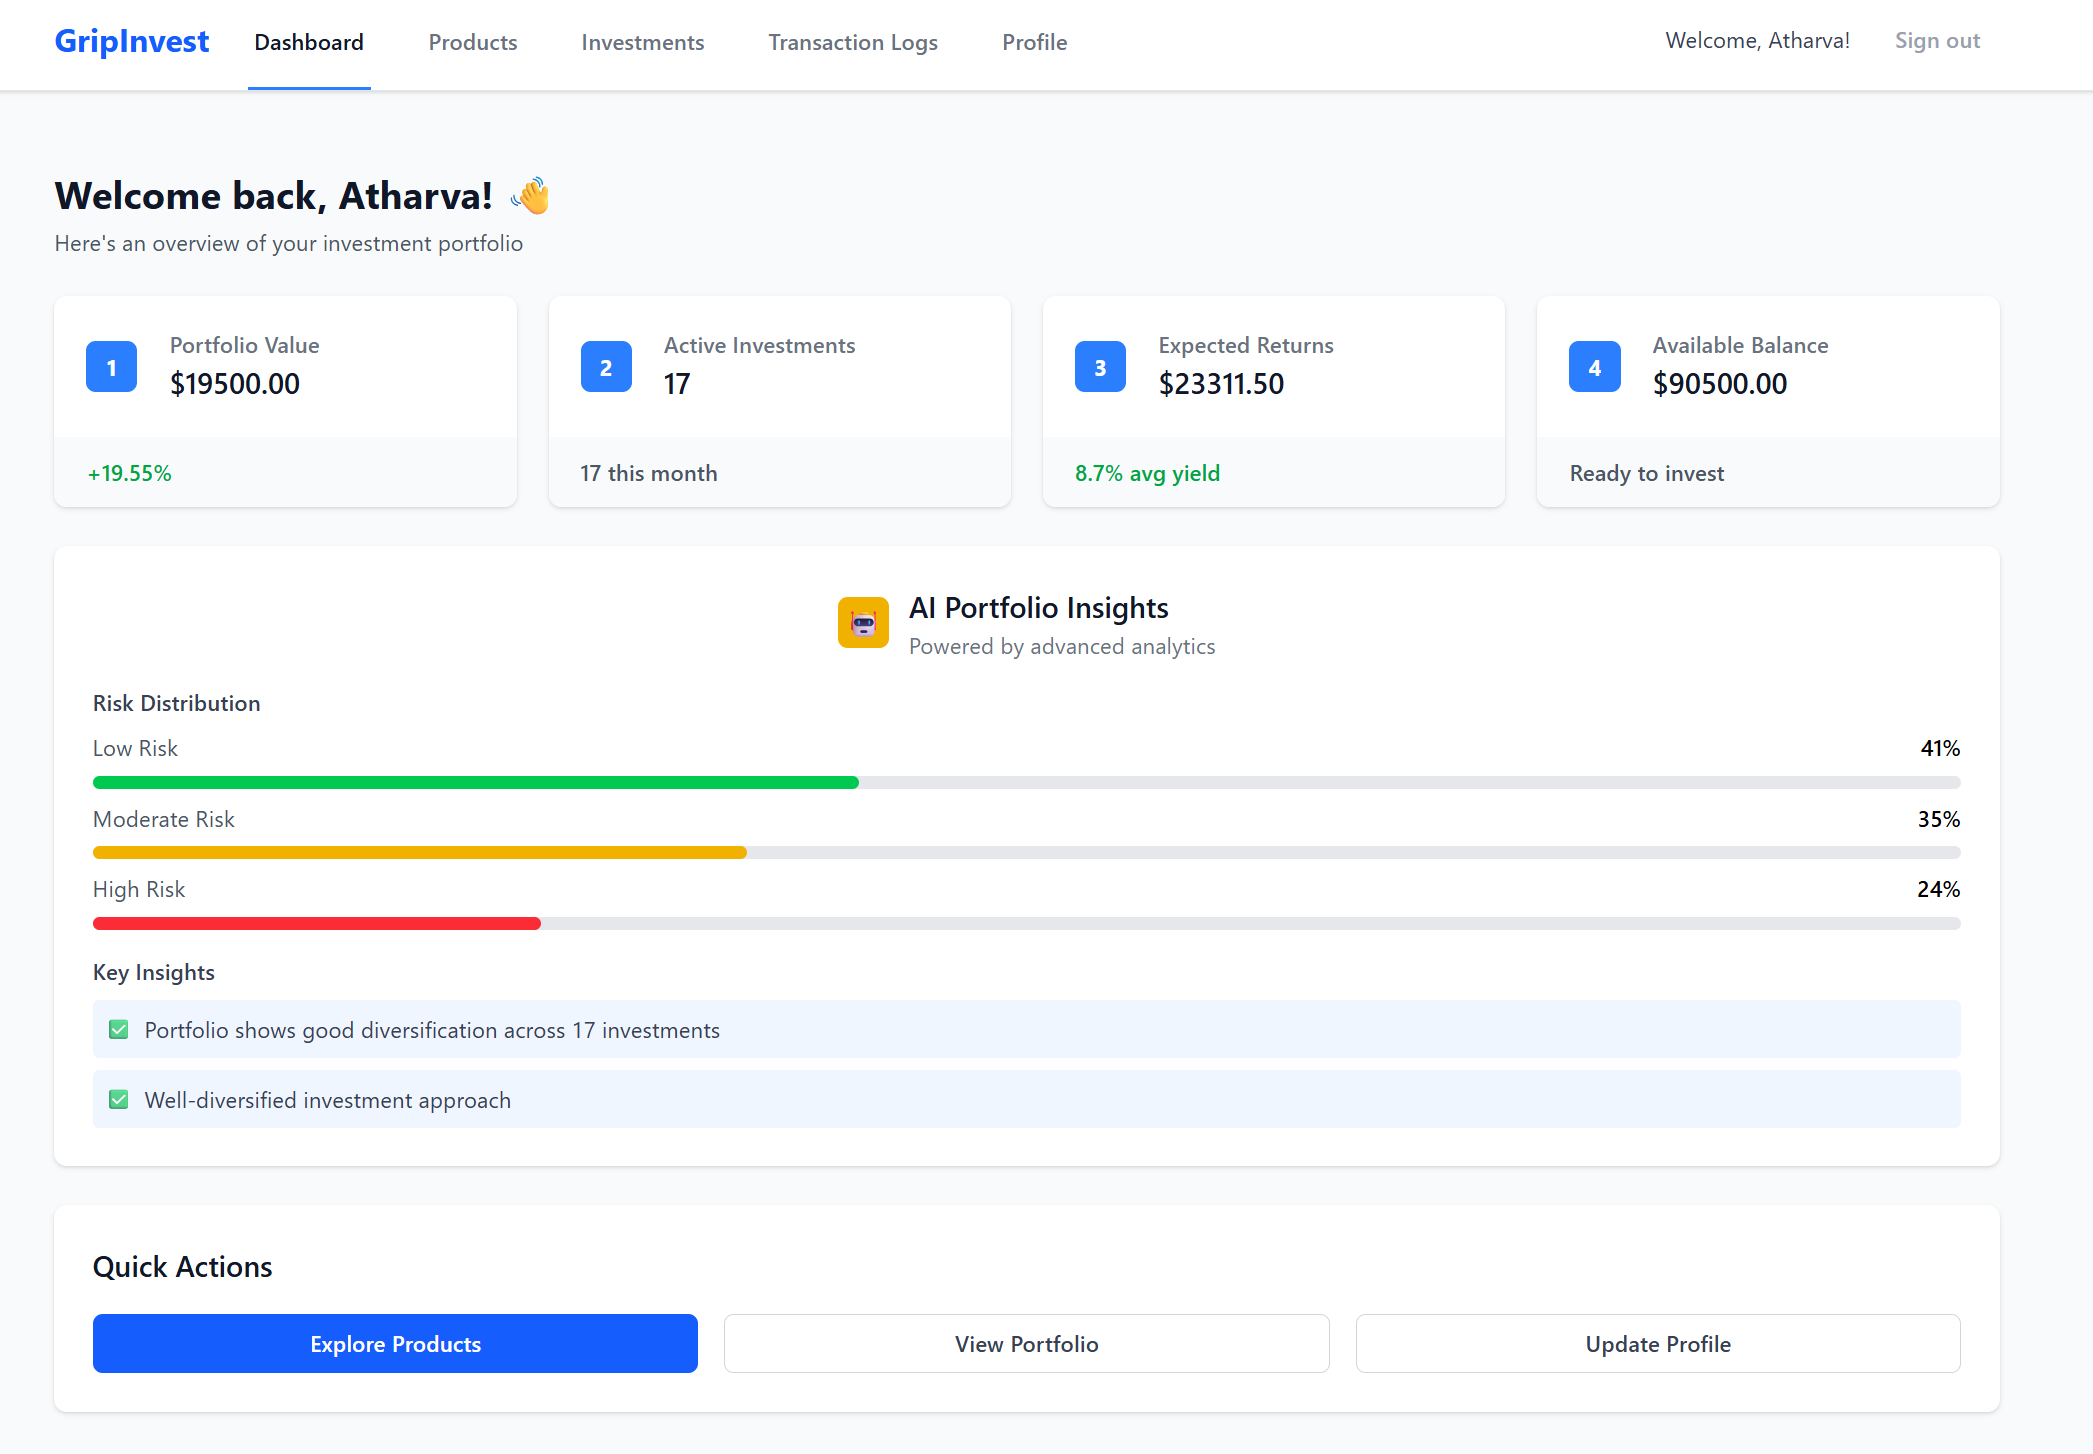 GripInvest
Dashboard
Products
Investments
Transaction Logs
Profile
Welcome, Atharva!
Sign out
Welcome back, Atharva! 👋
Here's an overview of your investment portfolio
1
Portfolio Value
$19500.00
+19.55%
2
Active Investments
17
17 this month
3
Expected Returns
$23311.50
8.7% avg yield
4
Available Balance
$90500.00
Ready to invest
AI Portfolio Insights
Powered by advanced analytics
Risk Distribution
Low Risk
41%
Moderate Risk
35%
High Risk
24%
Key Insights
✅ Portfolio shows good diversification across 17 investments
✅ Well-diversified investment approach
Quick Actions
Explore Products
View Portfolio
Update Profile